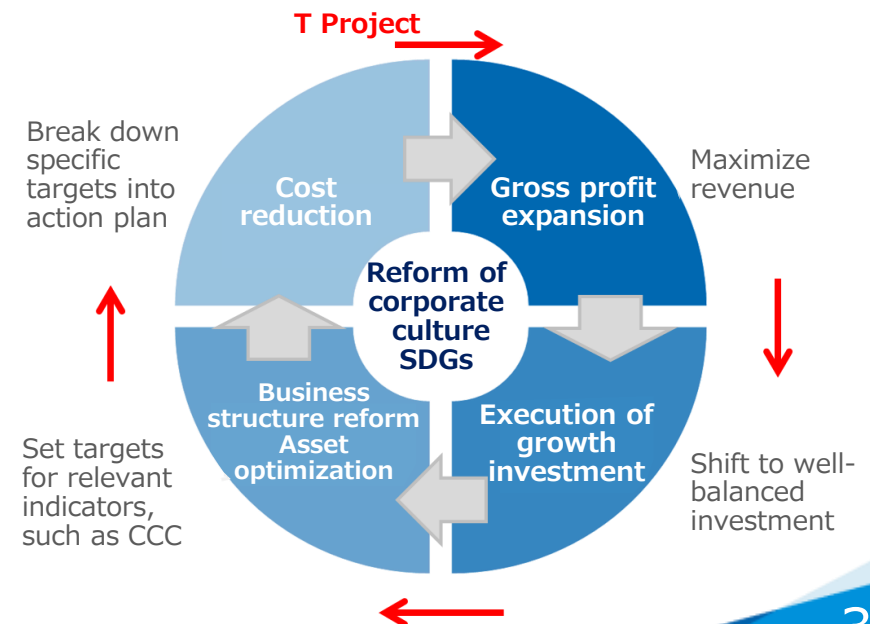 T Project
Break down
specific
targets into
action plan
Cost
reduction
Gross profit
expansion
Maximize
revenue
Reform of
corporate
culture
SDGs
Business
structure reform
Asset
optimization
Execution of
growth
investment
Set targets
for relevant
indicators,
such as CCC
Shift to well-
balanced
investment